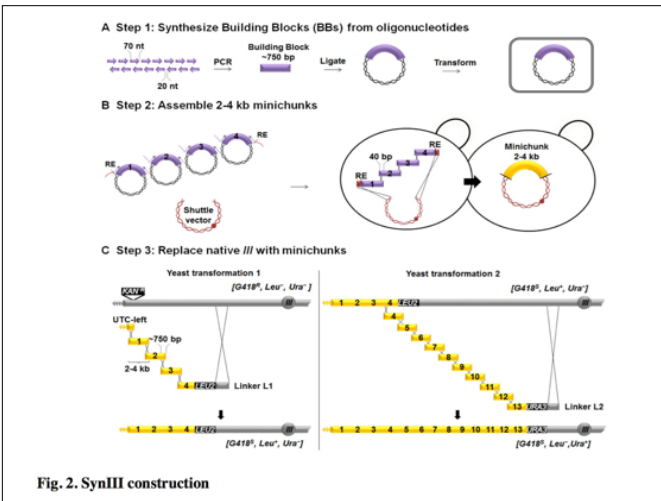 A Step 1: Synthesize Building Blocks (BBs) from oligonucleotides
70 nt
20 nt
PCR
Building Block
~750 bp
Ligate
Transform
B Step 2: Assemble 2-4 kb minichunks
RE
1
2
3
4
RE
Shuttle
vector
40 bp
RE
4
3
2
RE
1
Minichunk
2-4 kb
C Step 3: Replace native III with minichunks
Yeast transformation 1
KAN R
[G418R, Leu-, Ura-]
III
UTC-left
1
~750 bp
2
2-4 kb
3
4 LEU2
Linker L1
1 2 3 4 LEU2
III
[G418S, Leu+, Ura-]
Yeast transformation 2
[G418S, Leu+, Ura-]
1 2 3 4 LEU2
III
4
5
6
7
8
9
10
11
12
13 URA3
Linker L2
1 2 3 4 5 6 7 8 9 10 11 12 13 URA3
III
[G418S, Leu-,Ura+]
Fig. 2. SynIII construction